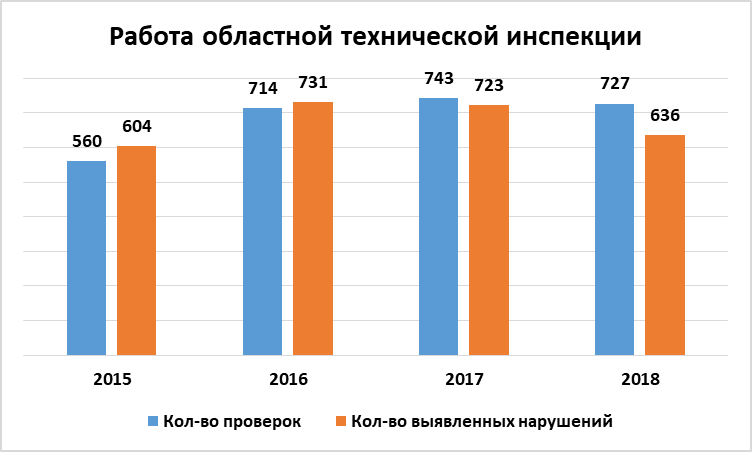 Работа областной технической инспекции
560 604 714 731 743 723 727 636
2015 2016 2017 2018
Кол-во проверок Кол-во выявленных нарушений